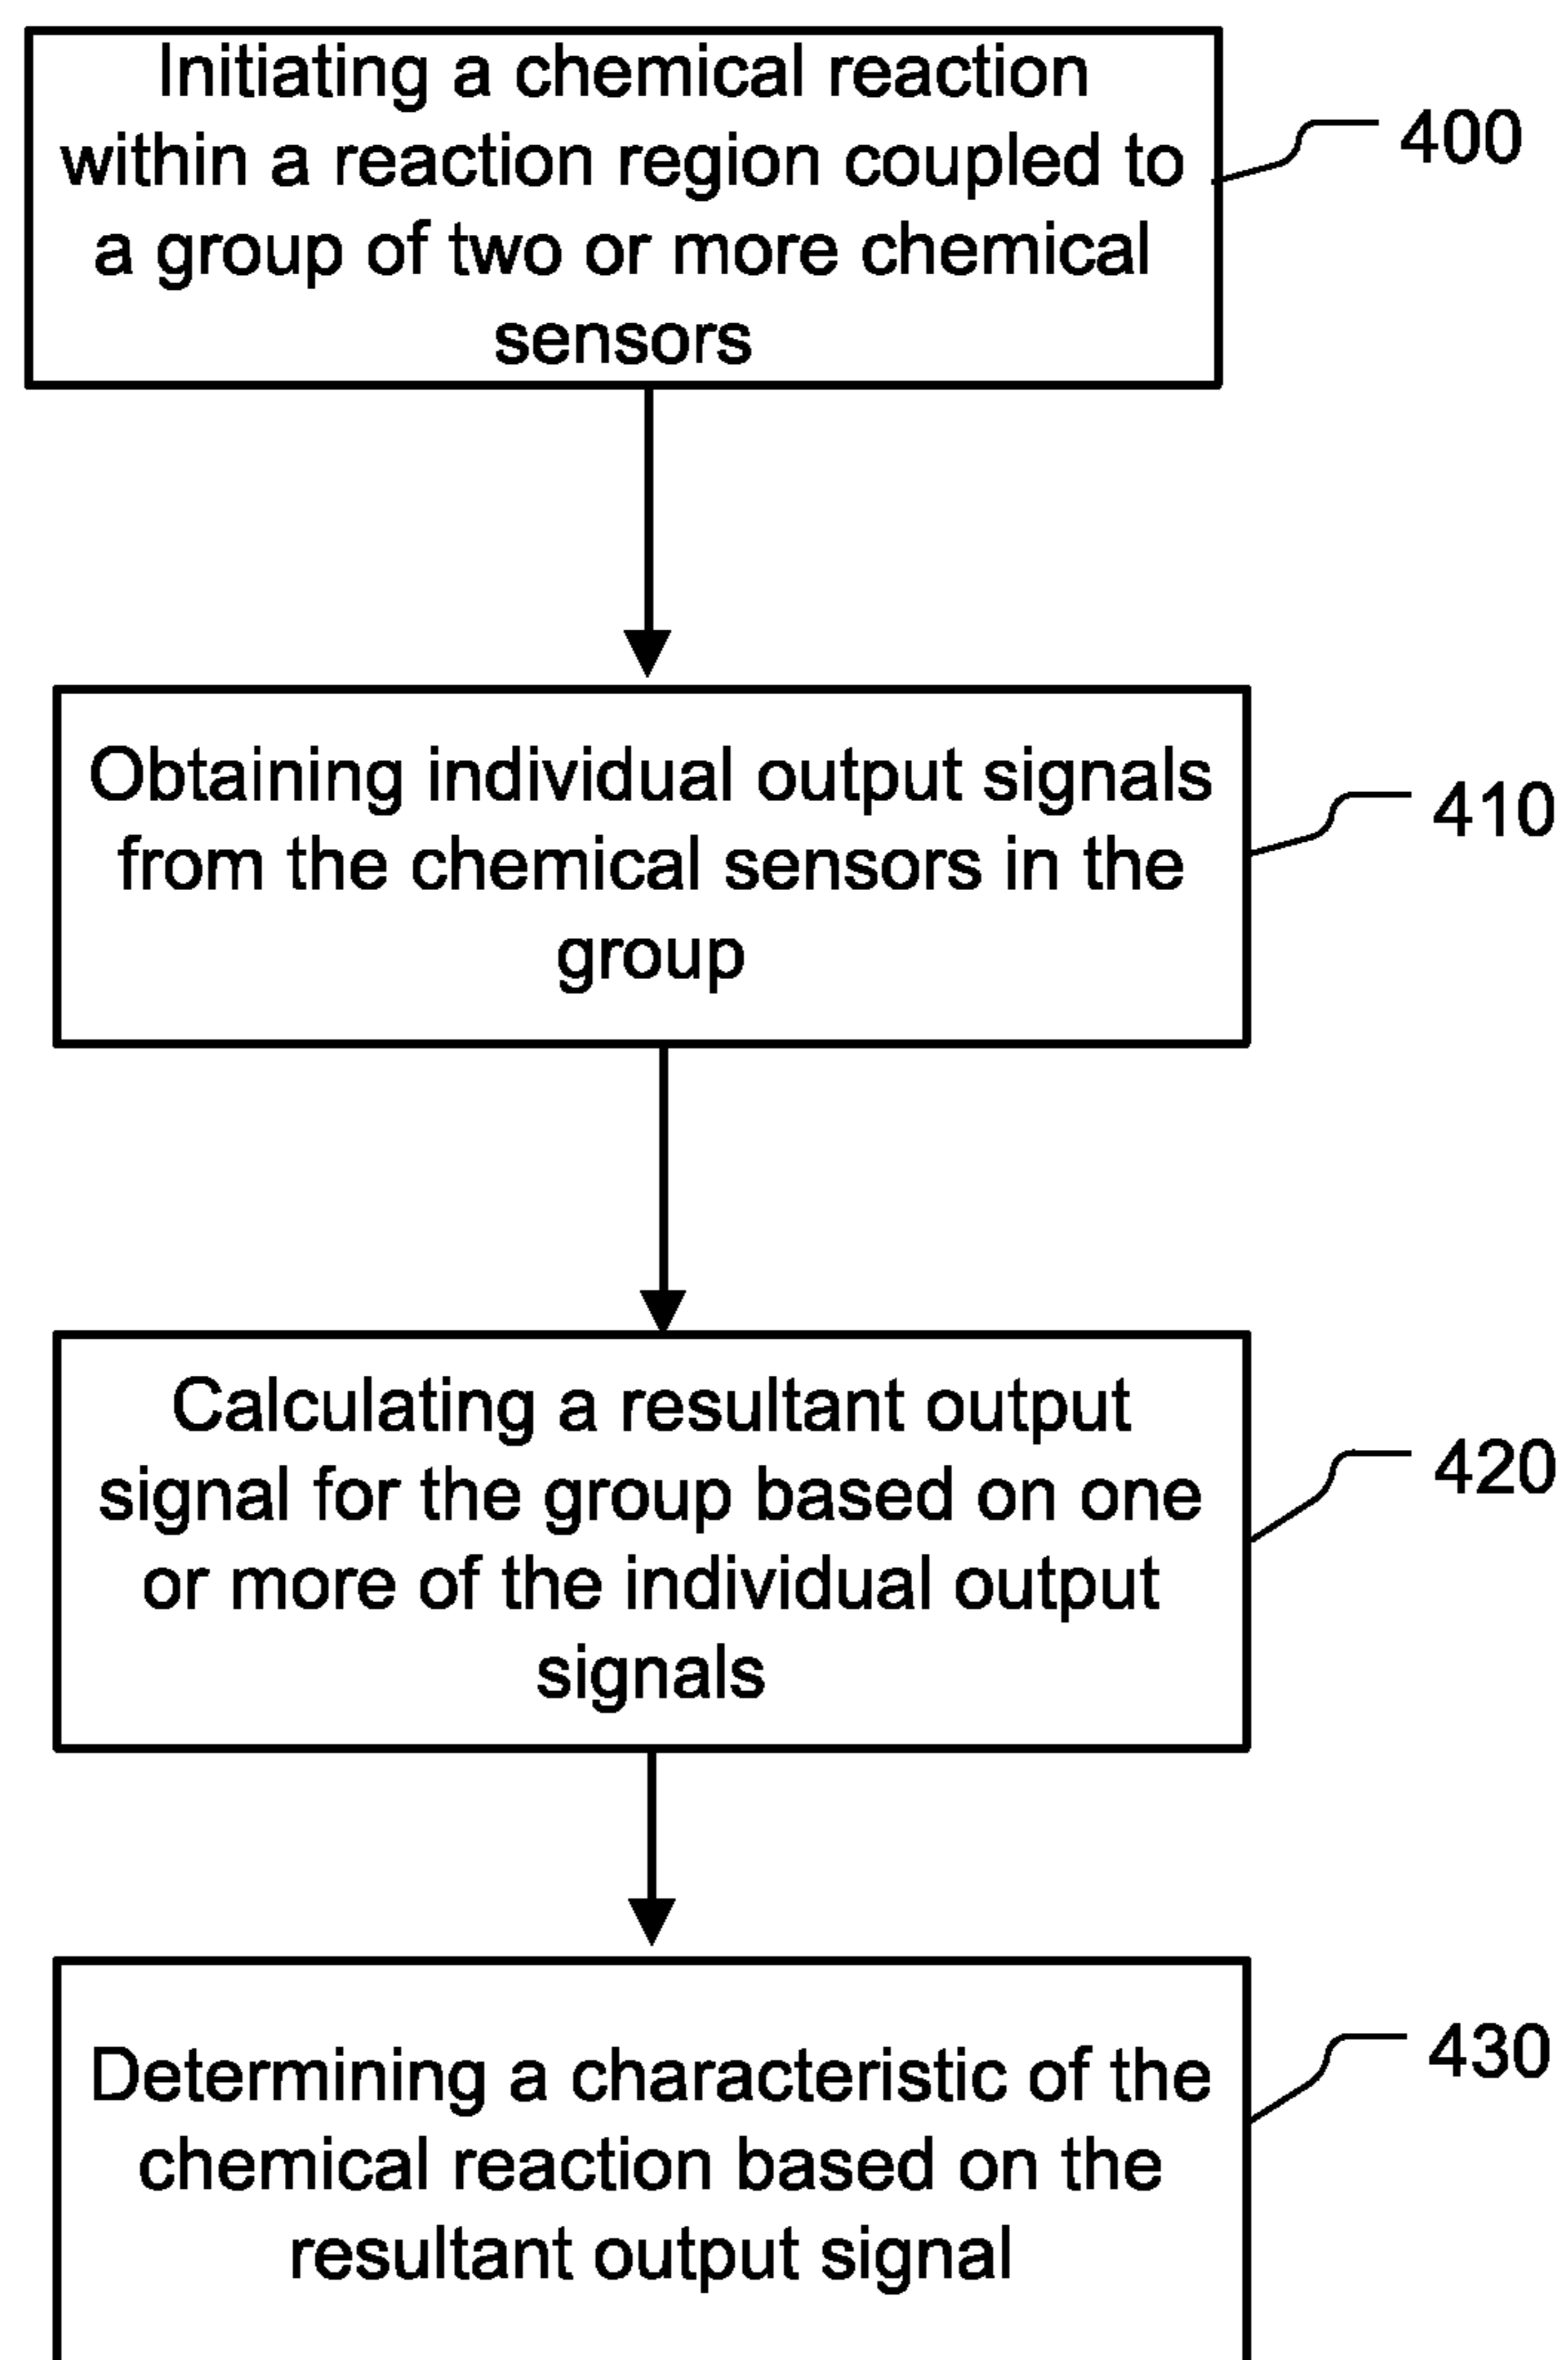 Initiating a chemical reaction
within a reaction region coupled to
a group of two or more chemical
sensors
400
Obtaining individual output signals
from the chemical sensors in the
group
410
Calculating a resultant output
signal for the group based on one
or more of the individual output
signals
420
Determining a characteristic of the
chemical reaction based on the
resultant output signal
430